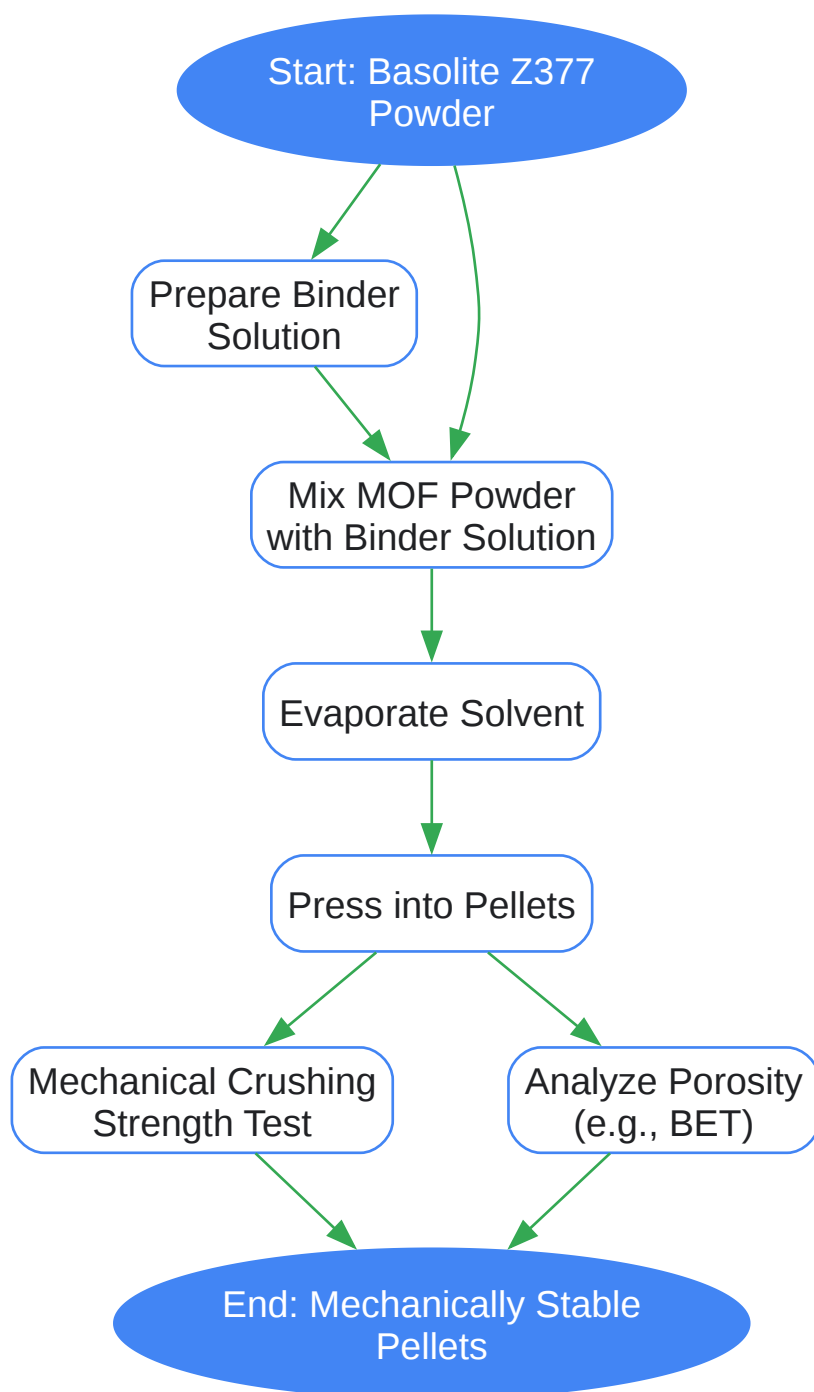 Start: Basolite Z377
Powder
Prepare Binder
Solution
Mix MOF Powder
with Binder Solution
Evaporate Solvent
Press into Pellets
Mechanical Crushing
Strength Test
Analyze Porosity
(e.g., BET)
End: Mechanically Stable
Pellets